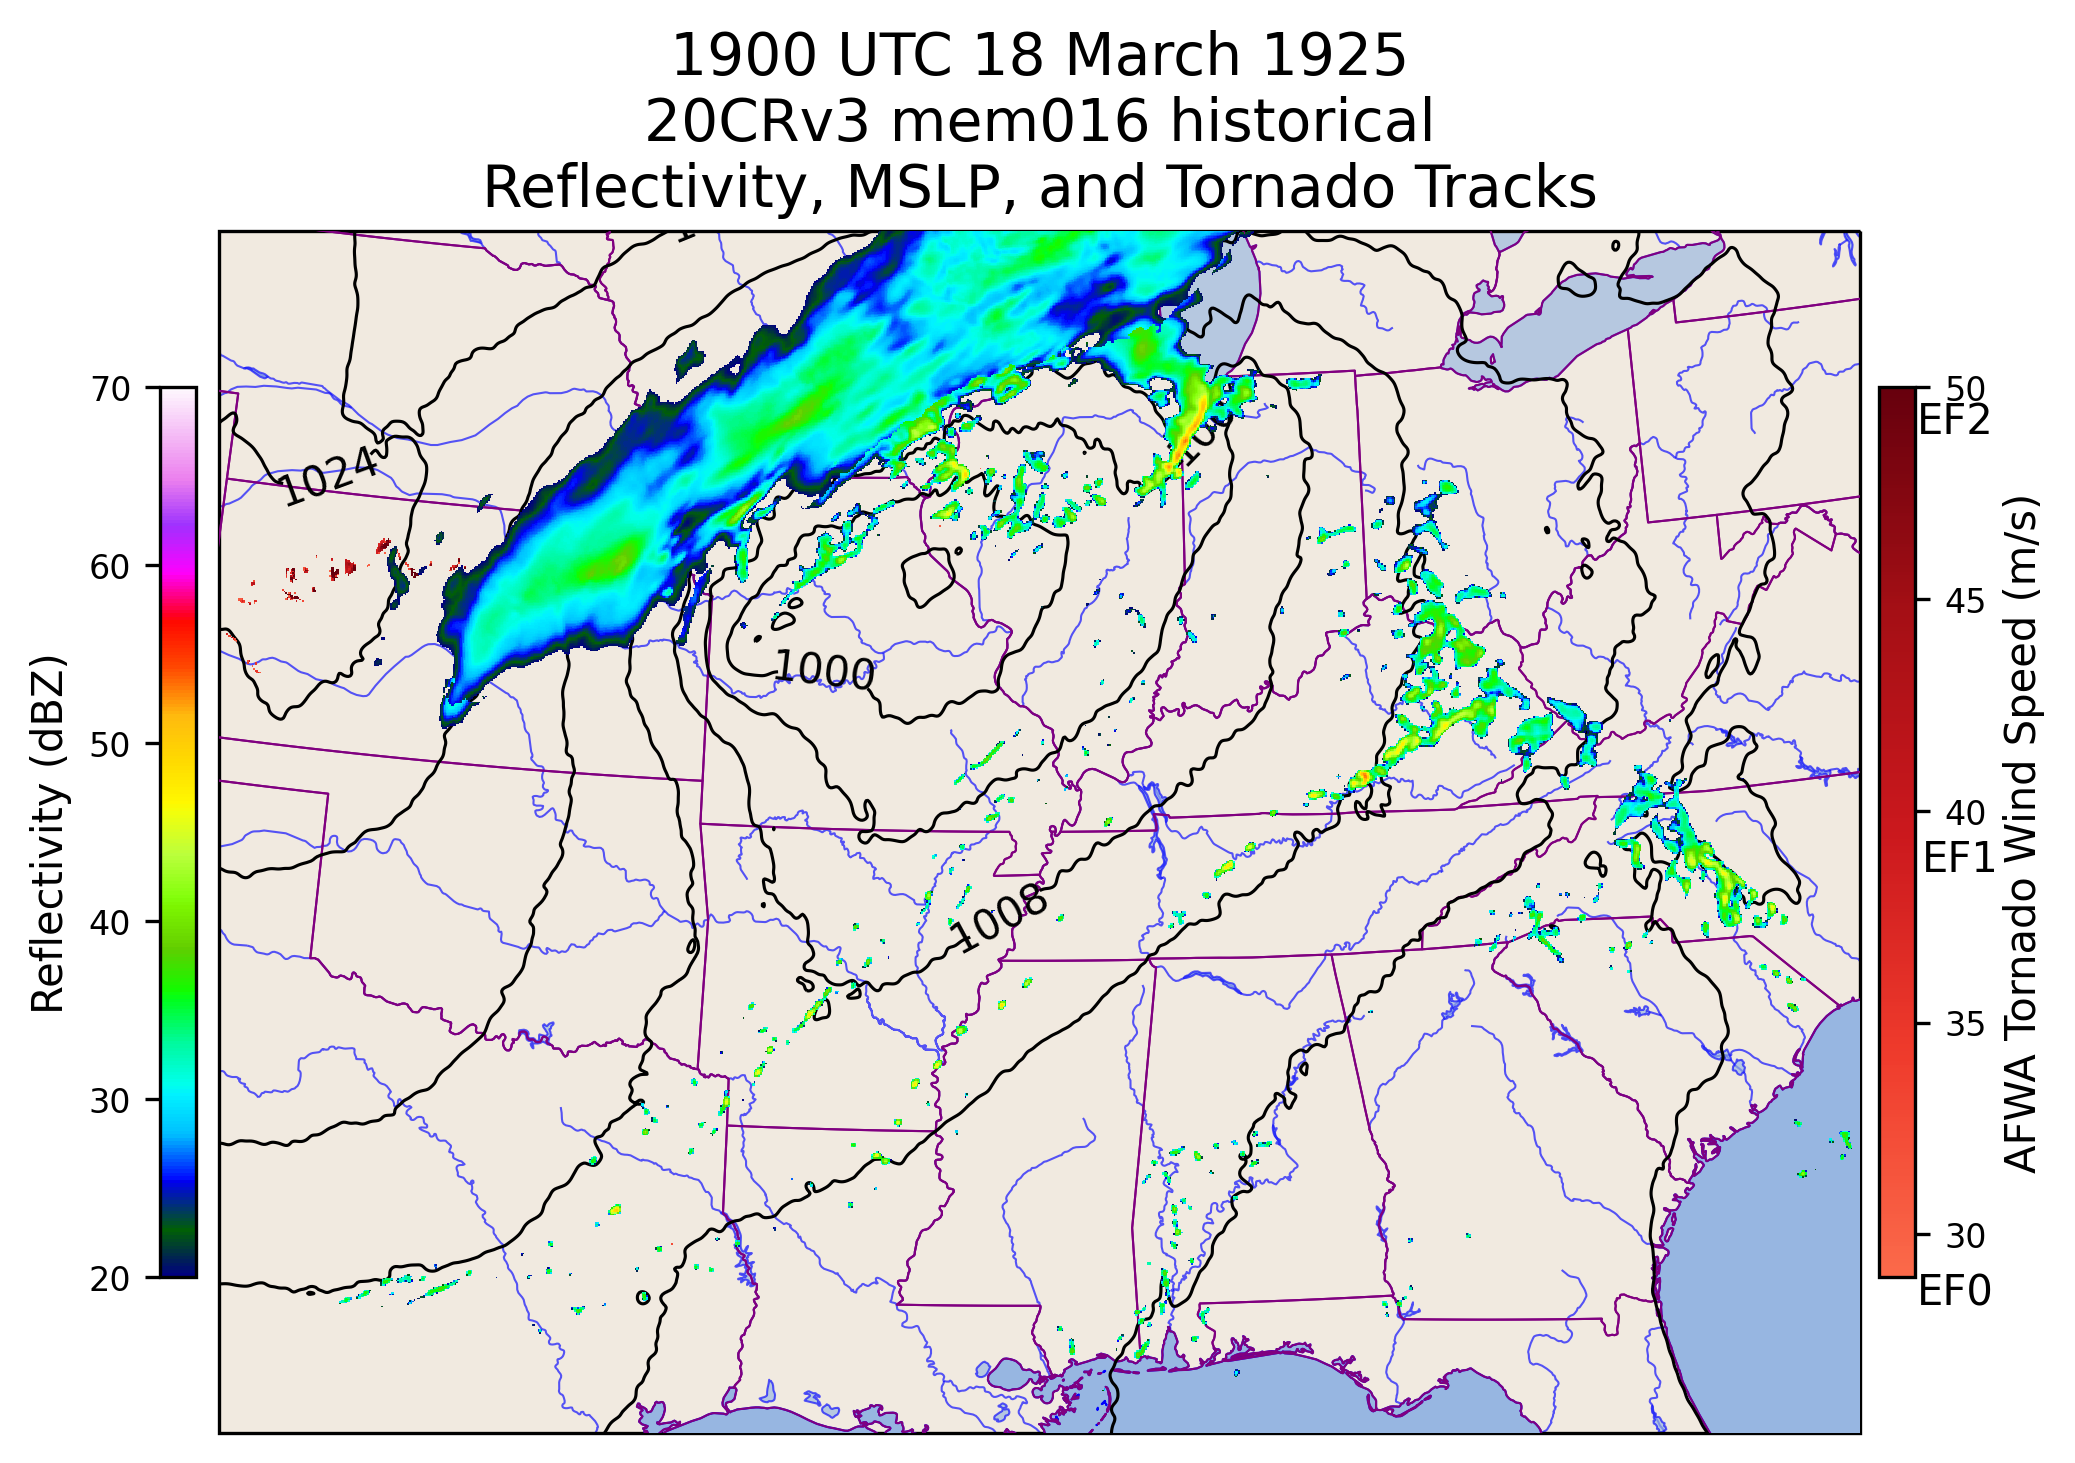 1900 UTC 18 March 1925
20CRv3 mem016 historical
Reflectivity, MSLP, and Tornado Tracks
Reflectivity (dBZ)
70
60
50
40
30
20
1024
1000
1008
50
EF2
45
40
EF1
35
30
EF0
AFWA Tornado Wind Speed (m/s)